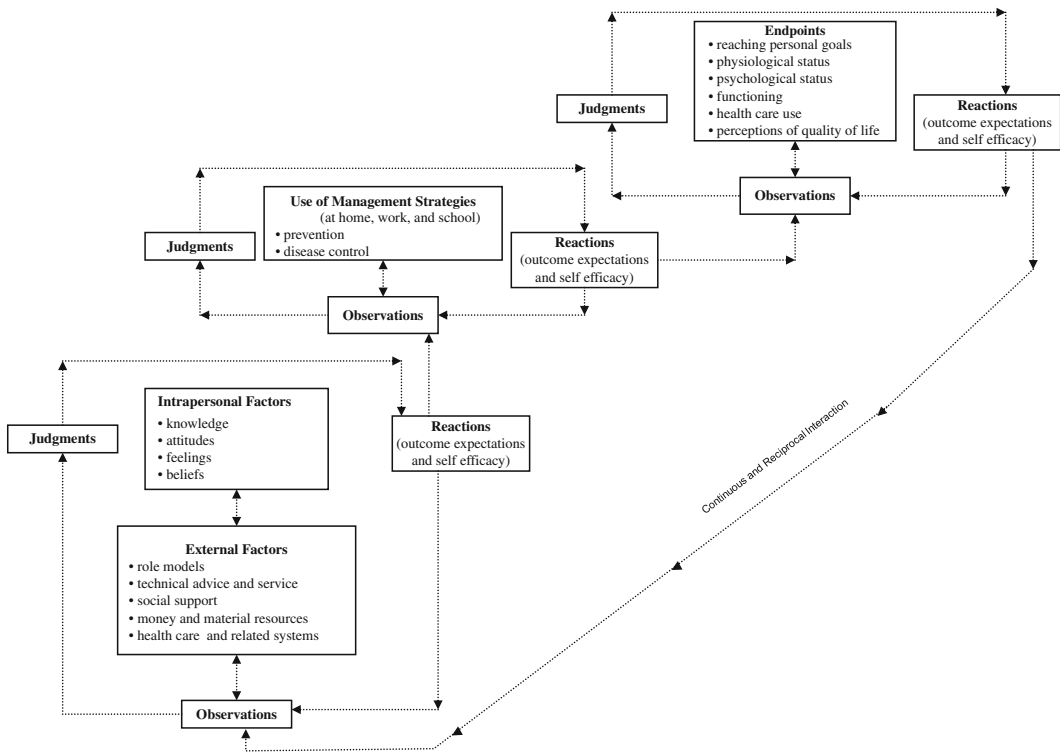 Endpoints
• reaching personal goals
• physiological status
• psychological status
• functioning
• health care use
• perceptions of quality of life
Judgments
Reactions
(outcome expectations
and self efficacy)
Observations
Use of Management Strategies
(at home, work, and school)
• prevention
• disease control
Judgments
Reactions
(outcome expectations
and self efficacy)
Observations
Intrapersonal Factors
• knowledge
• attitudes
• feelings
• beliefs
Judgments
Reactions
(outcome expectations
and self efficacy)
External Factors
• role models
• technical advice and service
• social support
• money and material resources
• health care and related systems
Observations
Continuous and Reciprocal Interaction